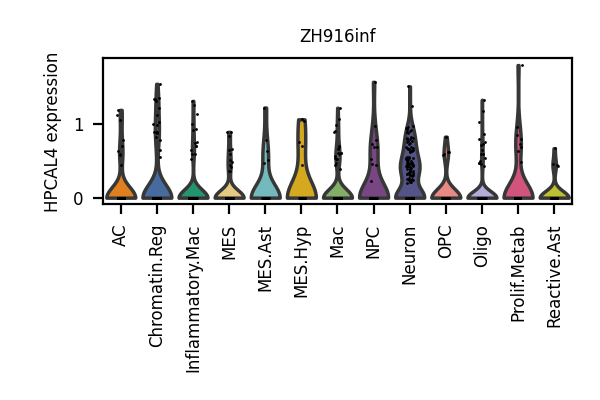 ZH916inf
HPCAL4 expression
1
0
AC
Chromatin.Reg
Inflammatory.Mac
MES
MES.Ast
MES.Hyp
Mac
NPC
Neuron
OPC
Oligo
Prolif.Metab
Reactive.Ast